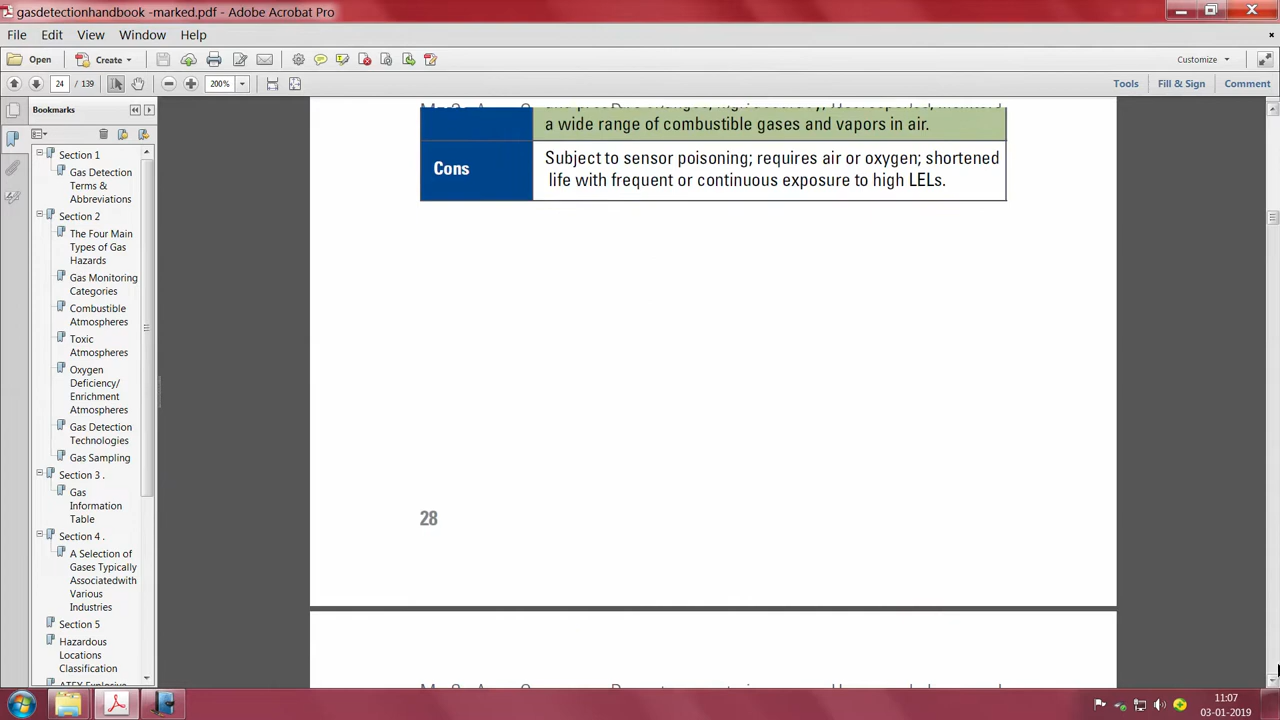 gasdetectionhandbook -marked.pdf - Adobe Acrobat Pro
File Edit View Window Help
Open Create Customize
24 / 139 200% Tools Fill & Sign Comment
Bookmarks
Section 1
Gas Detection
Terms &
Abbreviations
Section 2
The Four Main
Types of Gas
Hazards
Gas Monitoring
Categories
Combustible
Atmospheres
Toxic
Atmospheres
Oxygen
Deficiency/
Enrichment
Atmospheres
Gas Detection
Technologies
Gas Sampling
Section 3 .
Gas
Information
Table
Section 4 .
A Selection of
Gases Typically
Associatedwith
Various
Industries
Section 5
Hazardous
Locations
Classification
ATEX Explosive
a wide range of combustible gases and vapors in air.
Cons
Subject to sensor poisoning; requires air or oxygen; shortened
life with frequent or continuous exposure to high LELs.
28
11:07
03-01-2019